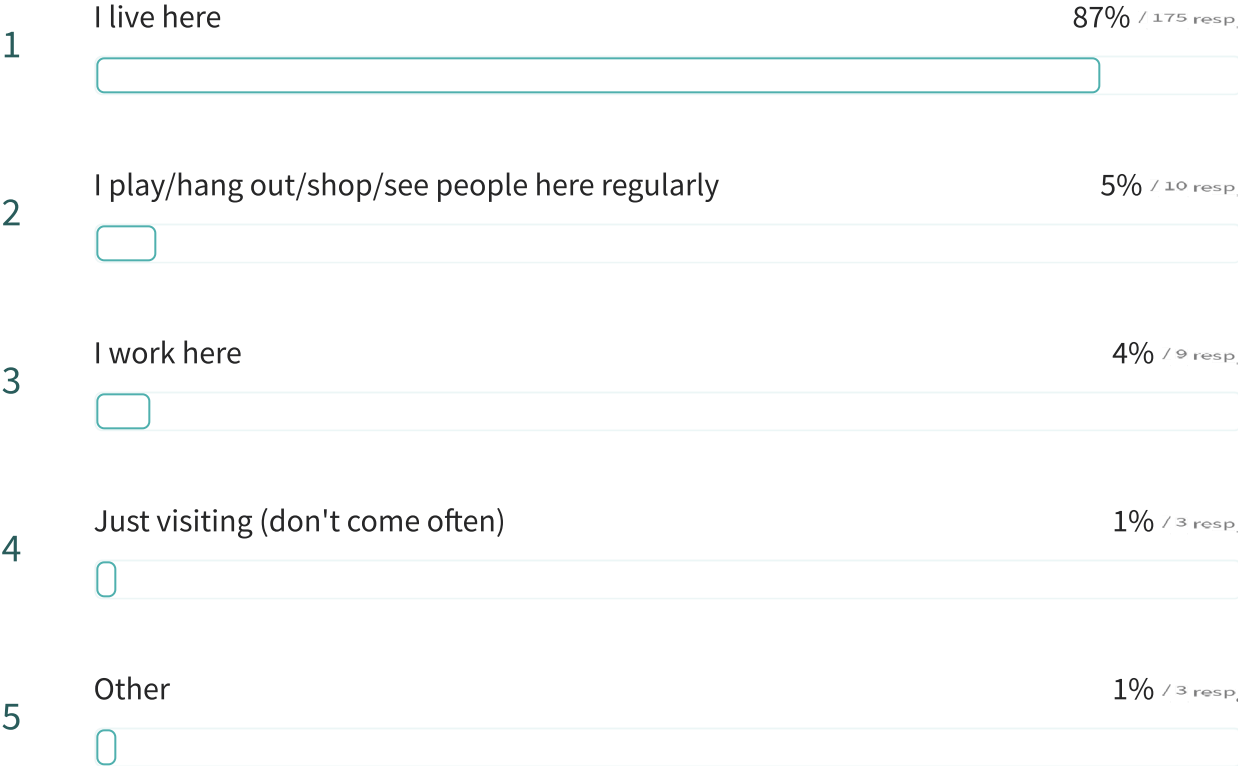 1
I live here
87% / 175 resp.
2
I play/hang out/shop/see people here regularly
5% / 10 resp.
3
I work here
4% / 9 resp.
4
Just visiting (don't come often)
1% / 3 resp.
5
Other
1% / 3 resp.